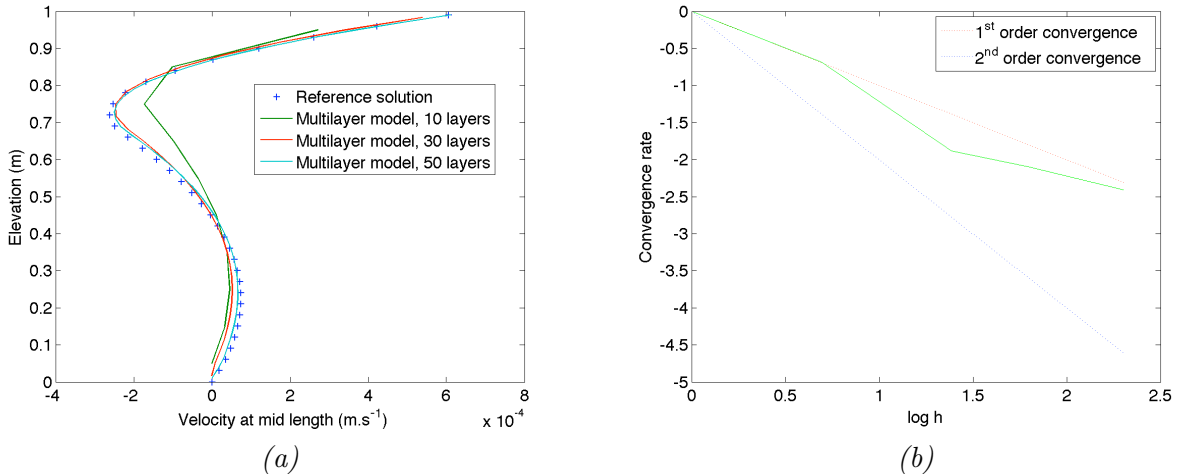 1
0.9
0.8
0.7
0.6
0.5
0.4
0.3
0.2
0.1
0
Elevation (m)
Reference solution
Multilayer model, 10 layers
Multilayer model, 30 layers
Multilayer model, 50 layers
-4 -2 0 2 4 6 8
Velocity at mid length (m.s⁻¹)
x 10⁻⁴
(a)
0
-0.5
-1
-1.5
-2
-2.5
-3
-3.5
-4
-4.5
-5
Convergence rate
1ˢᵗ order convergence
2ⁿᵈ order convergence
0 0.5 1 1.5 2 2.5
log h
(b)